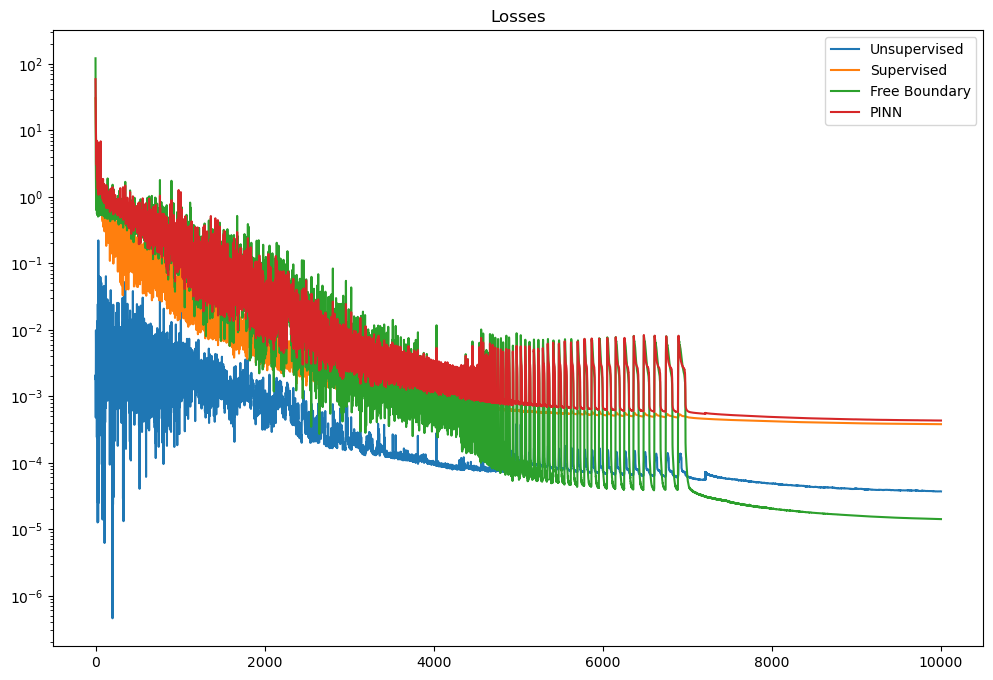 Losses
Unsupervised
Supervised
Free Boundary
PINN
10²
10¹
10⁰
10⁻¹
10⁻²
10⁻³
10⁻⁴
10⁻⁵
10⁻⁶
0 2000 4000 6000 8000 10000